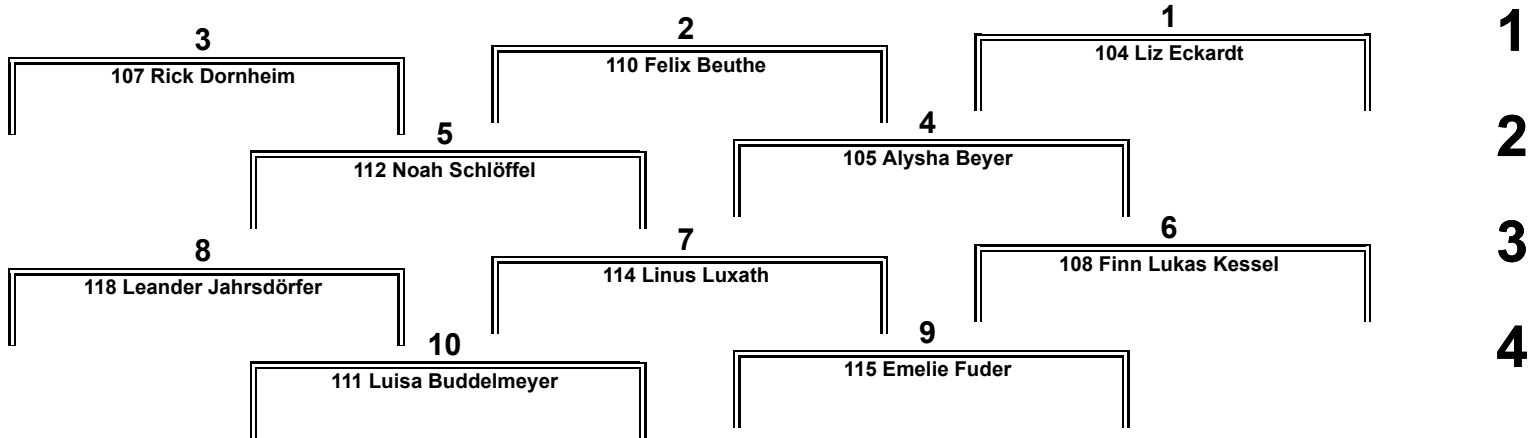 3 2 1 1
107 Rick Dornheim 110 Felix Beuthe 104 Liz Eckardt
5 4 2
112 Noah Schlöffel 105 Alysha Beyer
8 7 6 3
118 Leander Jahrsdörfer 114 Linus Luxath 108 Finn Lukas Kessel
10 9 4
111 Luisa Buddelmeyer 115 Emelie Fuder